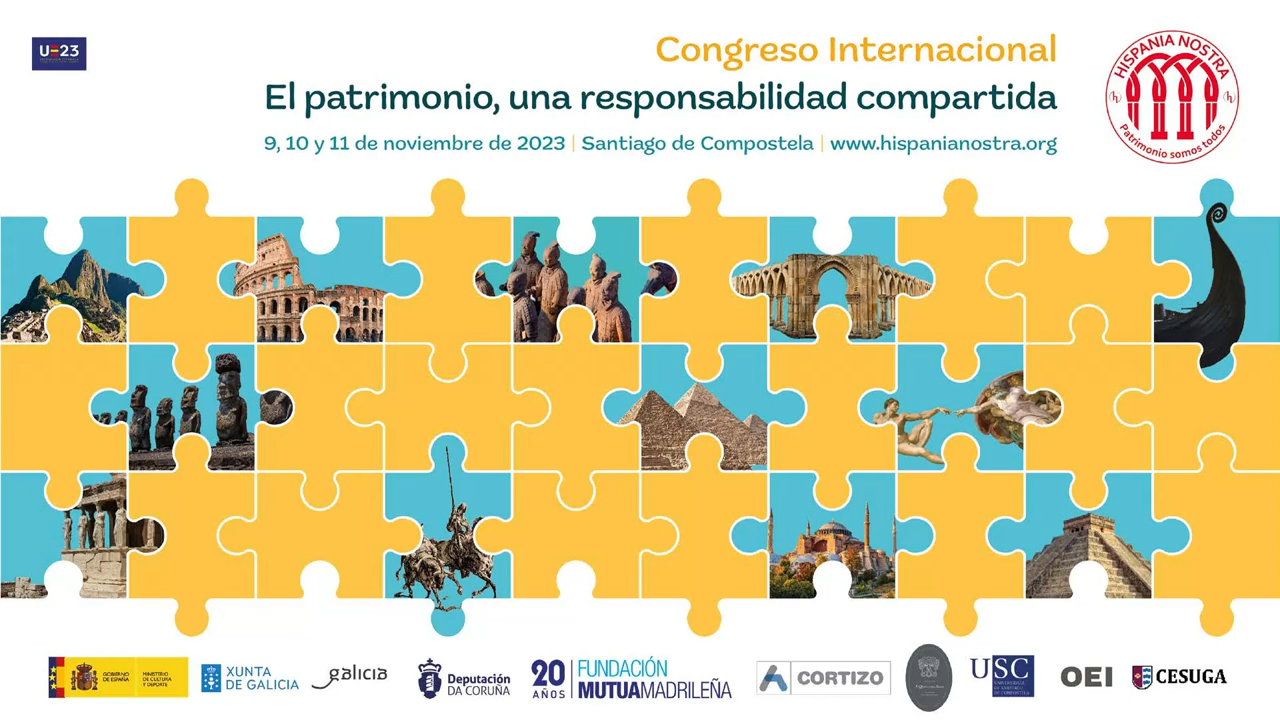 U 23
Congreso Internacional
El patrimonio, una responsabilidad compartida
9, 10 y 11 de noviembre de 2023 | Santiago de Compostela | www.hispanianostra.org
HISPANIA NOSTRA
Patrimonio somos todos
GOBIERNO
DE ESPAÑA
MINISTERIO
DE CULTURA
Y DEPORTE
XUNTA
DE GALICIA
galicia
Deputación
DA CORUÑA
20
AÑOS
FUNDACIÓN
MUTUAMADRILEÑA
CORTIZO
USC
OEI
CESUGA